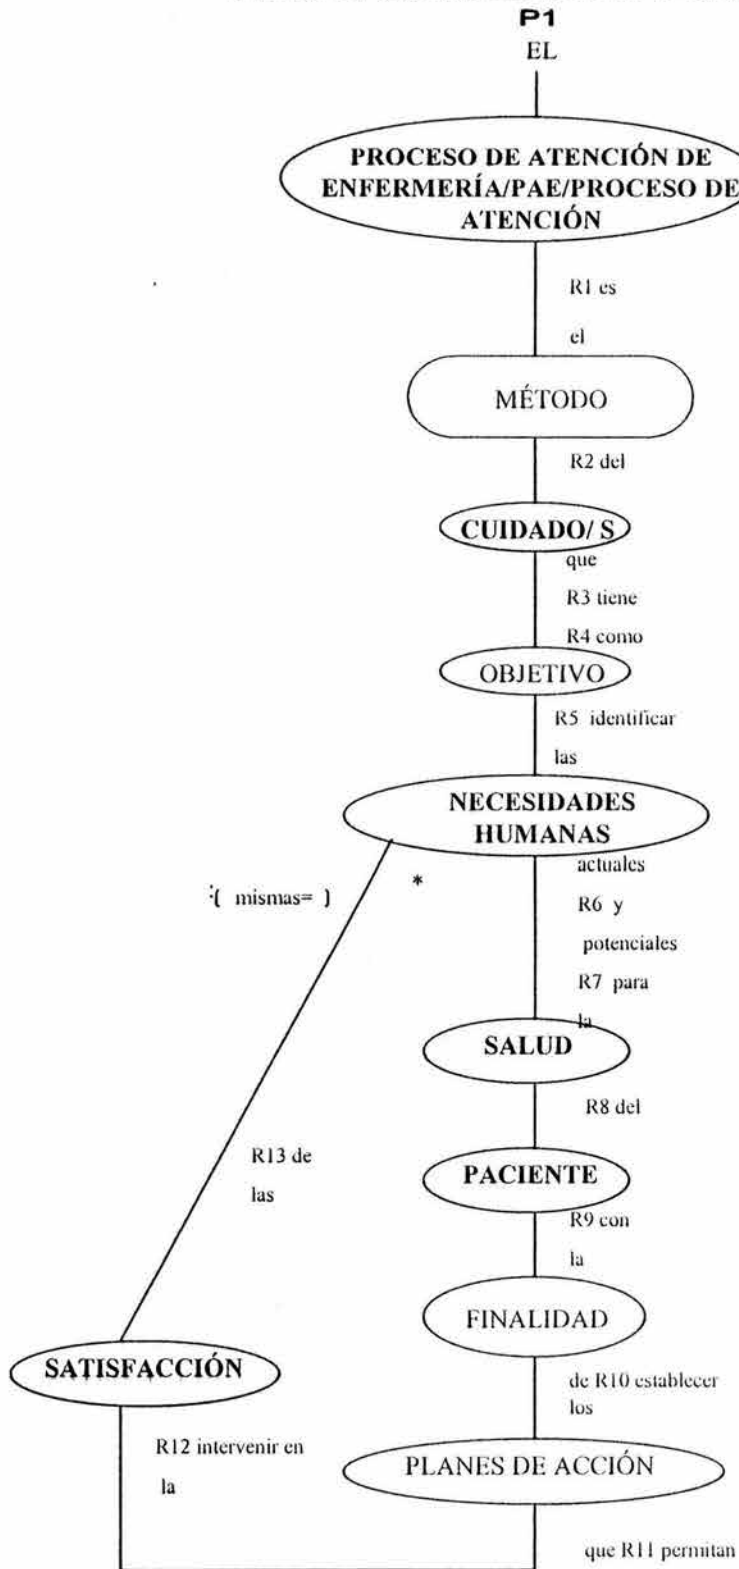 P1
EL
PROCESO DE ATENCIÓN DE
ENFERMERÍA/PAE/PROCESO DE
ATENCIÓN
R1 es
el
MÉTODO
R2 del
CUIDADO/ S
que
R3 tiene
R4 como
OBJETIVO
R5 identificar
las
NECESIDADES
HUMANAS
actuales
:( mismas= )
*
R6 y
potenciales
R7 para
la
SALUD
R8 del
PACIENTE
R9 con
la
FINALIDAD
de R10 establecer
los
PLANES DE ACCIÓN
que R11 permitan
R12 intervenir en
la
SATISFACCIÓN
R13 de
las